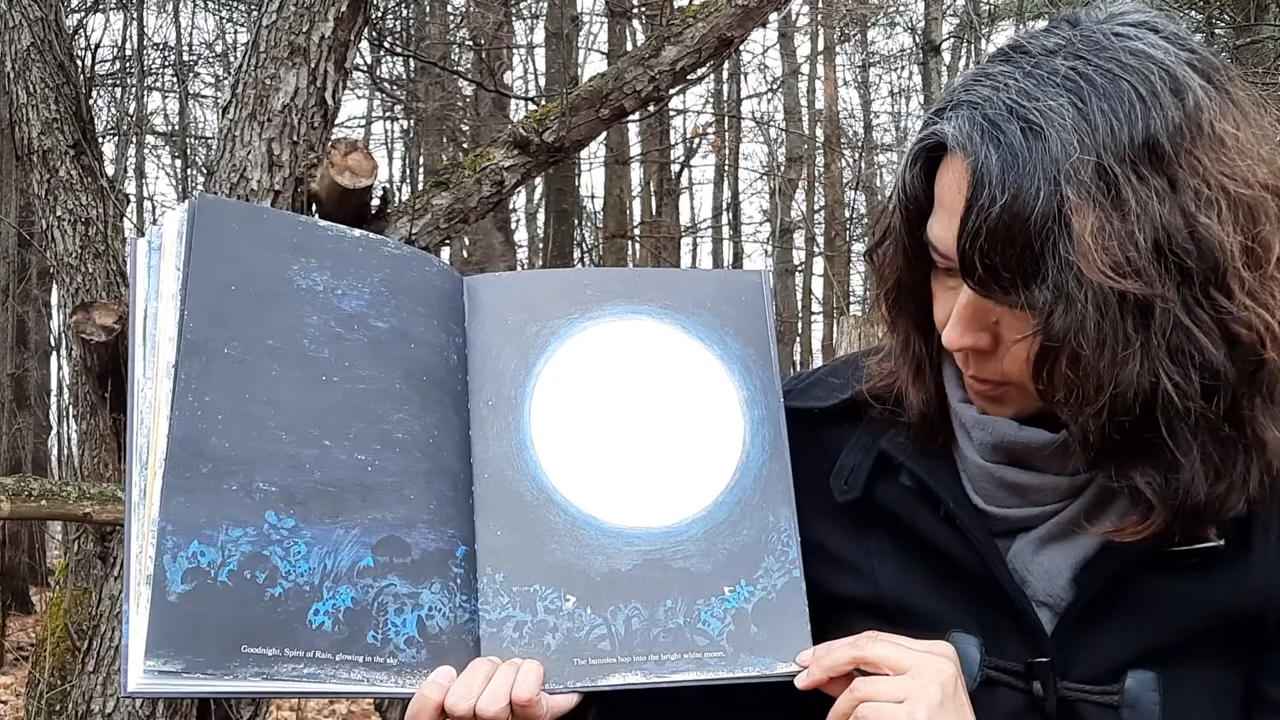 Goodnight, Spirit of Rain, glowing in the sky.
The bunnies hop into the bright white moon.